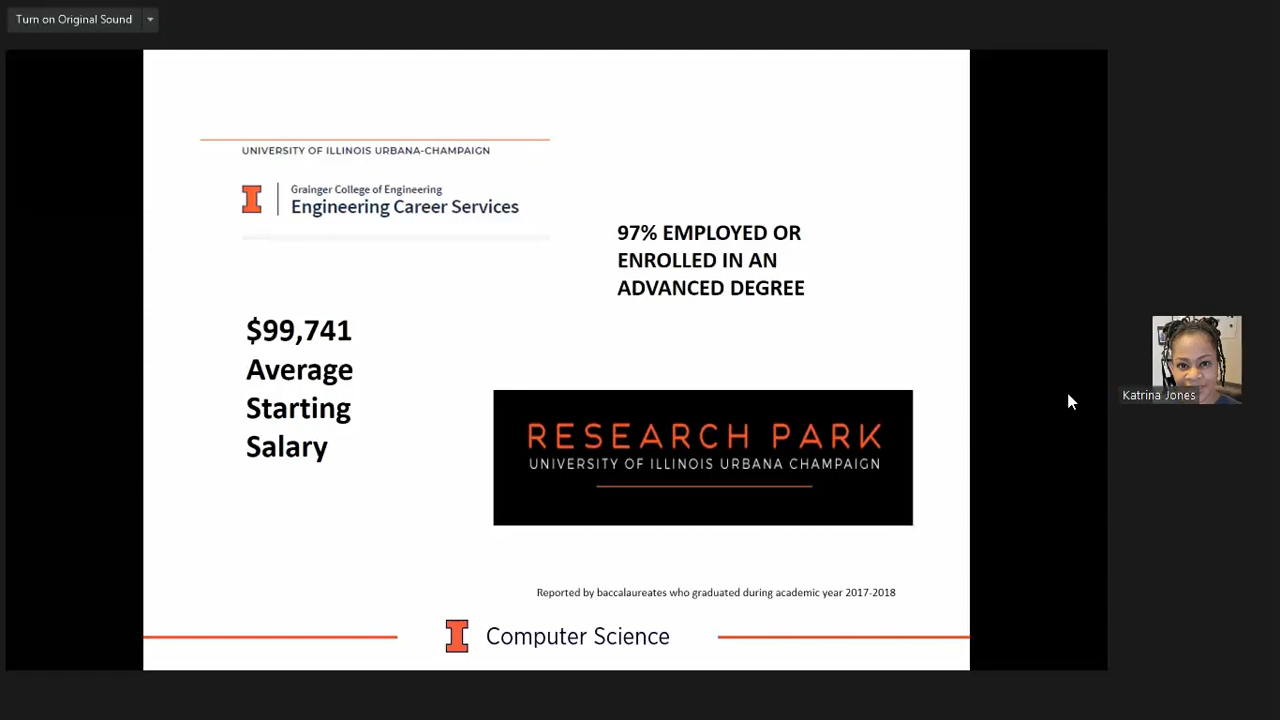 Turn on Original Sound
UNIVERSITY OF ILLINOIS URBANA-CHAMPAIGN
Grainger College of Engineering
Engineering Career Services
97% EMPLOYED OR
ENROLLED IN AN
ADVANCED DEGREE
$99,741
Average
Starting
Salary
RESEARCH PARK
UNIVERSITY OF ILLINOIS URBANA CHAMPAIGN
Katrina Jones
Reported by baccalaureates who graduated during academic year 2017-2018
Computer Science